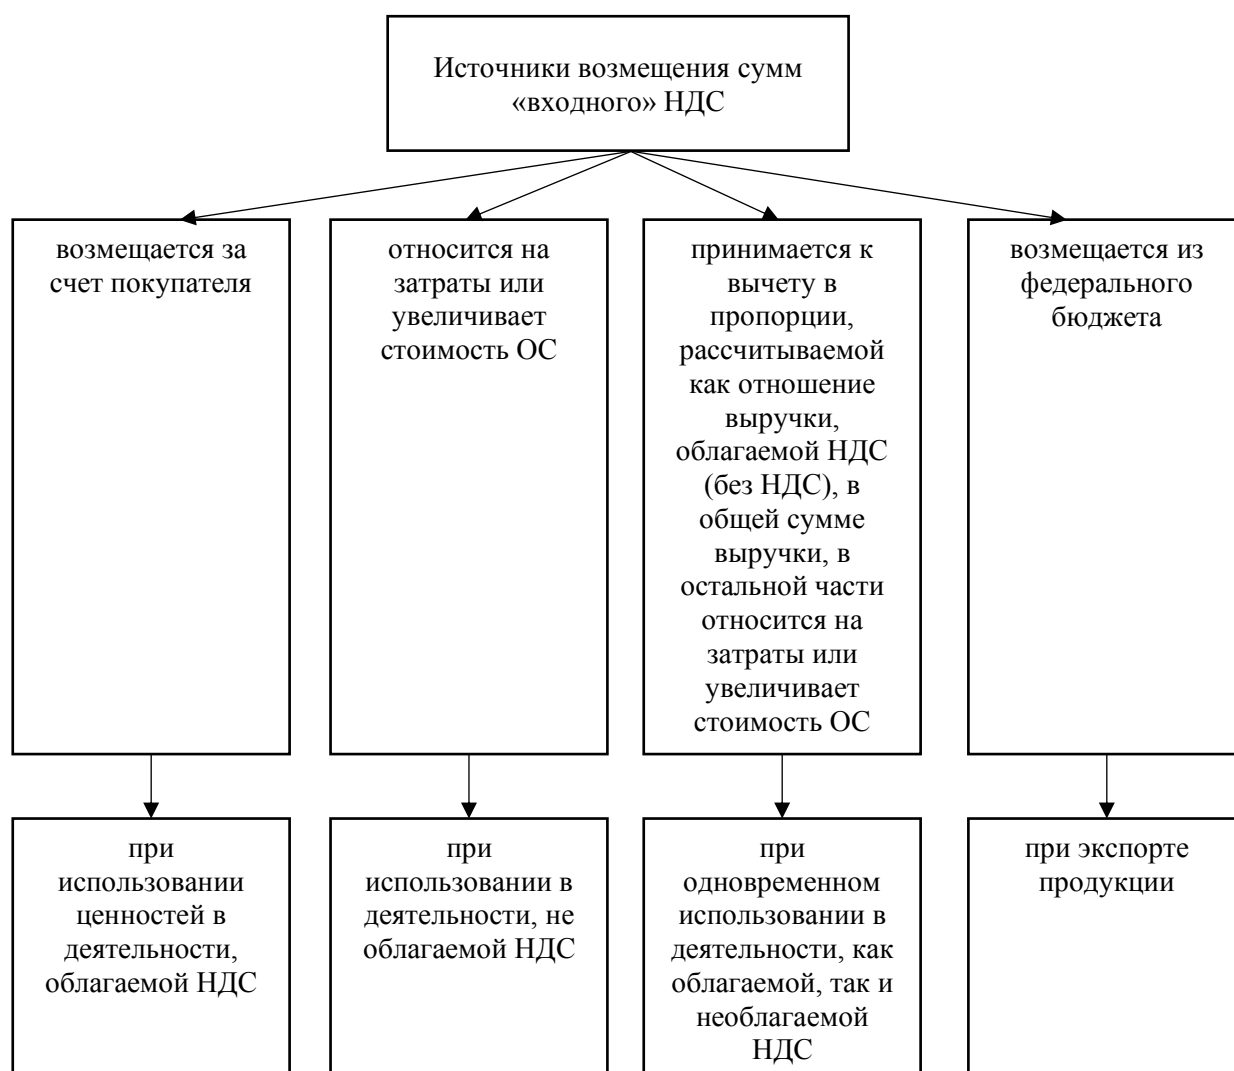 Источники возмещения сумм
«входного» НДС
возмещается за
счет покупателя
относится на
затраты или
увеличивает
стоимость ОС
принимается к
вычету в
пропорции,
рассчитываемой
как отношение
выручки,
облагаемой НДС
(без НДС), в
общей сумме
выручки, в
остальной части
относится на
затраты или
увеличивает
стоимость ОС
возмещается из
федерального
бюджета
при
использовании
ценностей в
деятельности,
облагаемой НДС
при
использовании в
деятельности, не
облагаемой НДС
при
одновременном
использовании в
деятельности, как
облагаемой, так и
необлагаемой
НДС
при экспорте
продукции